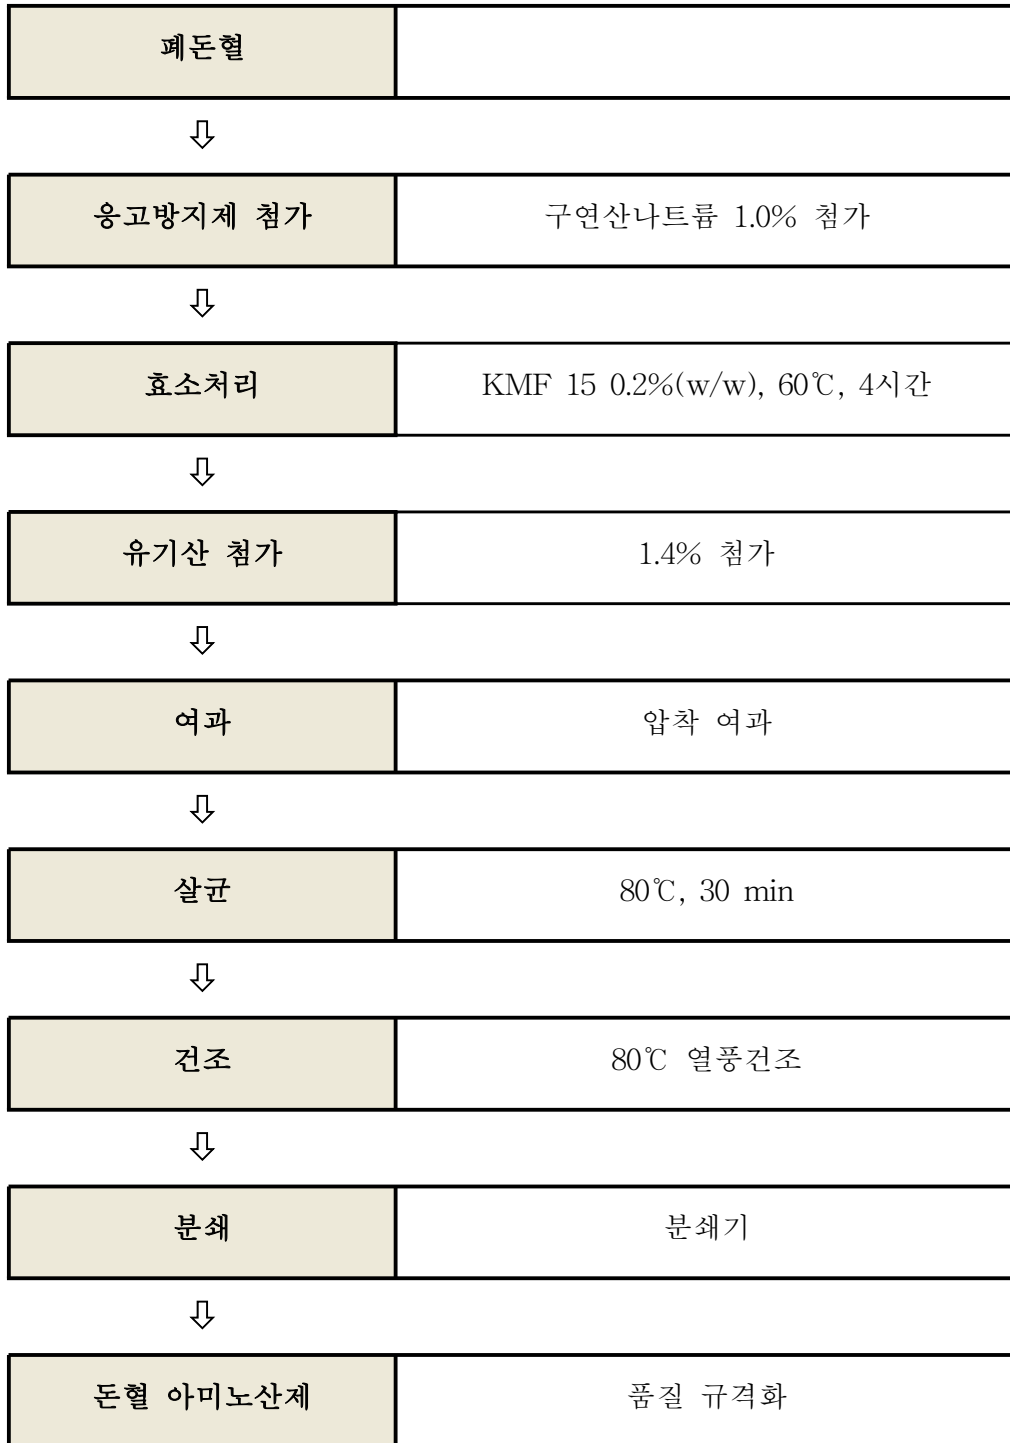 폐돈혈
⇩
응고방지제 첨가 구연산나트륨 1.0% 첨가
⇩
효소처리 KMF 15 0.2%(w/w), 60℃, 4시간
⇩
유기산 첨가 1.4% 첨가
⇩
여과 압착 여과
⇩
살균 80℃, 30 min
⇩
건조 80℃ 열풍건조
⇩
분쇄 분쇄기
⇩
돈혈 아미노산제 품질 규격화